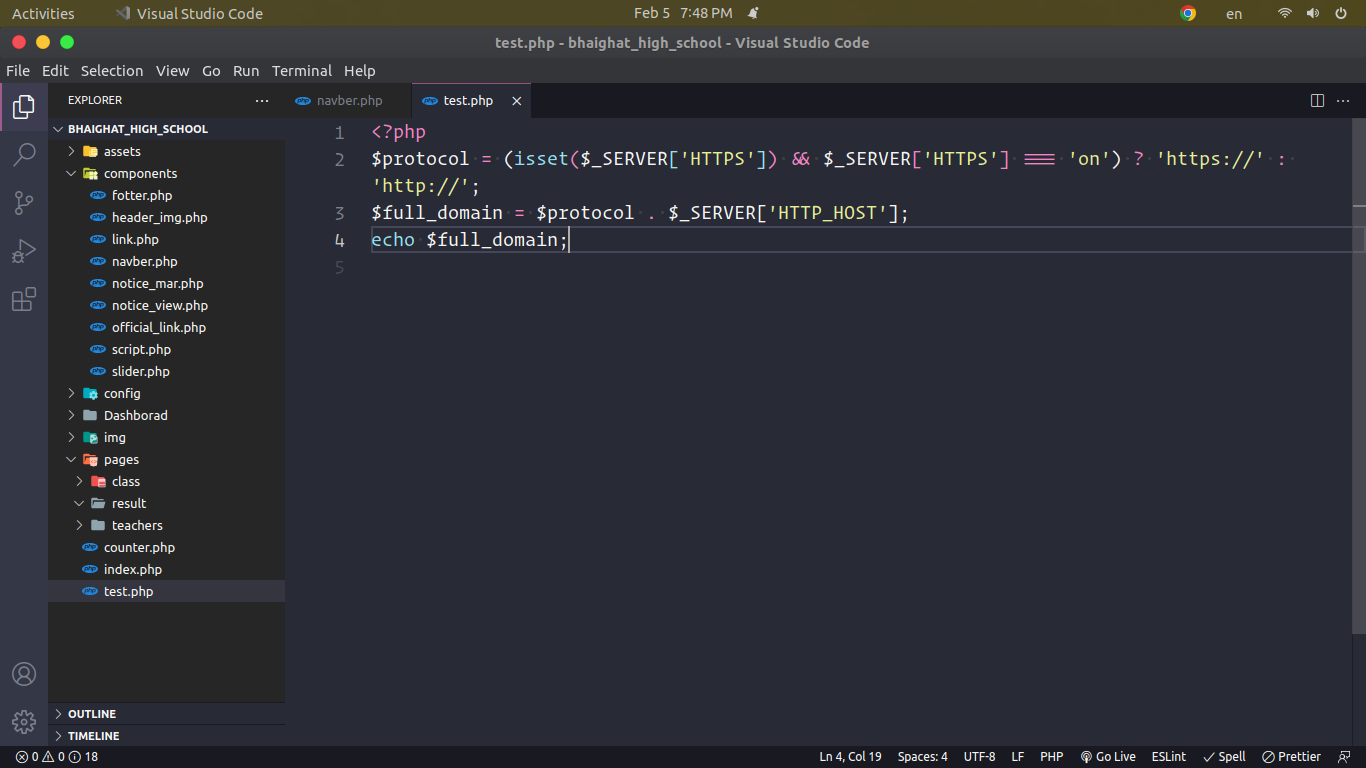 Activities
Visual Studio Code
Feb 5 7:48 PM
en
test.php - bhaighat_high_school - Visual Studio Code
File Edit Selection View Go Run Terminal Help
EXPLORER
navber.php
test.php
BHAIGHAT_HIGH_SCHOOL
assets
components
fotter.php
header_img.php
link.php
navber.php
notice_mar.php
notice_view.php
official_link.php
script.php
slider.php
config
Dashborad
img
pages
class
result
teachers
counter.php
index.php
test.php
OUTLINE
TIMELINE
1 <?php
2 $protocol = (isset($_SERVER['HTTPS']) && $_SERVER['HTTPS'] === 'on') ? 'https://' :
'http://';
3 $full_domain = $protocol . $_SERVER['HTTP_HOST'];
4 echo $full_domain;
5
0 0 18
Ln 4, Col 19 Spaces: 4 UTF-8 LF PHP Go Live ESLint Spell Prettier